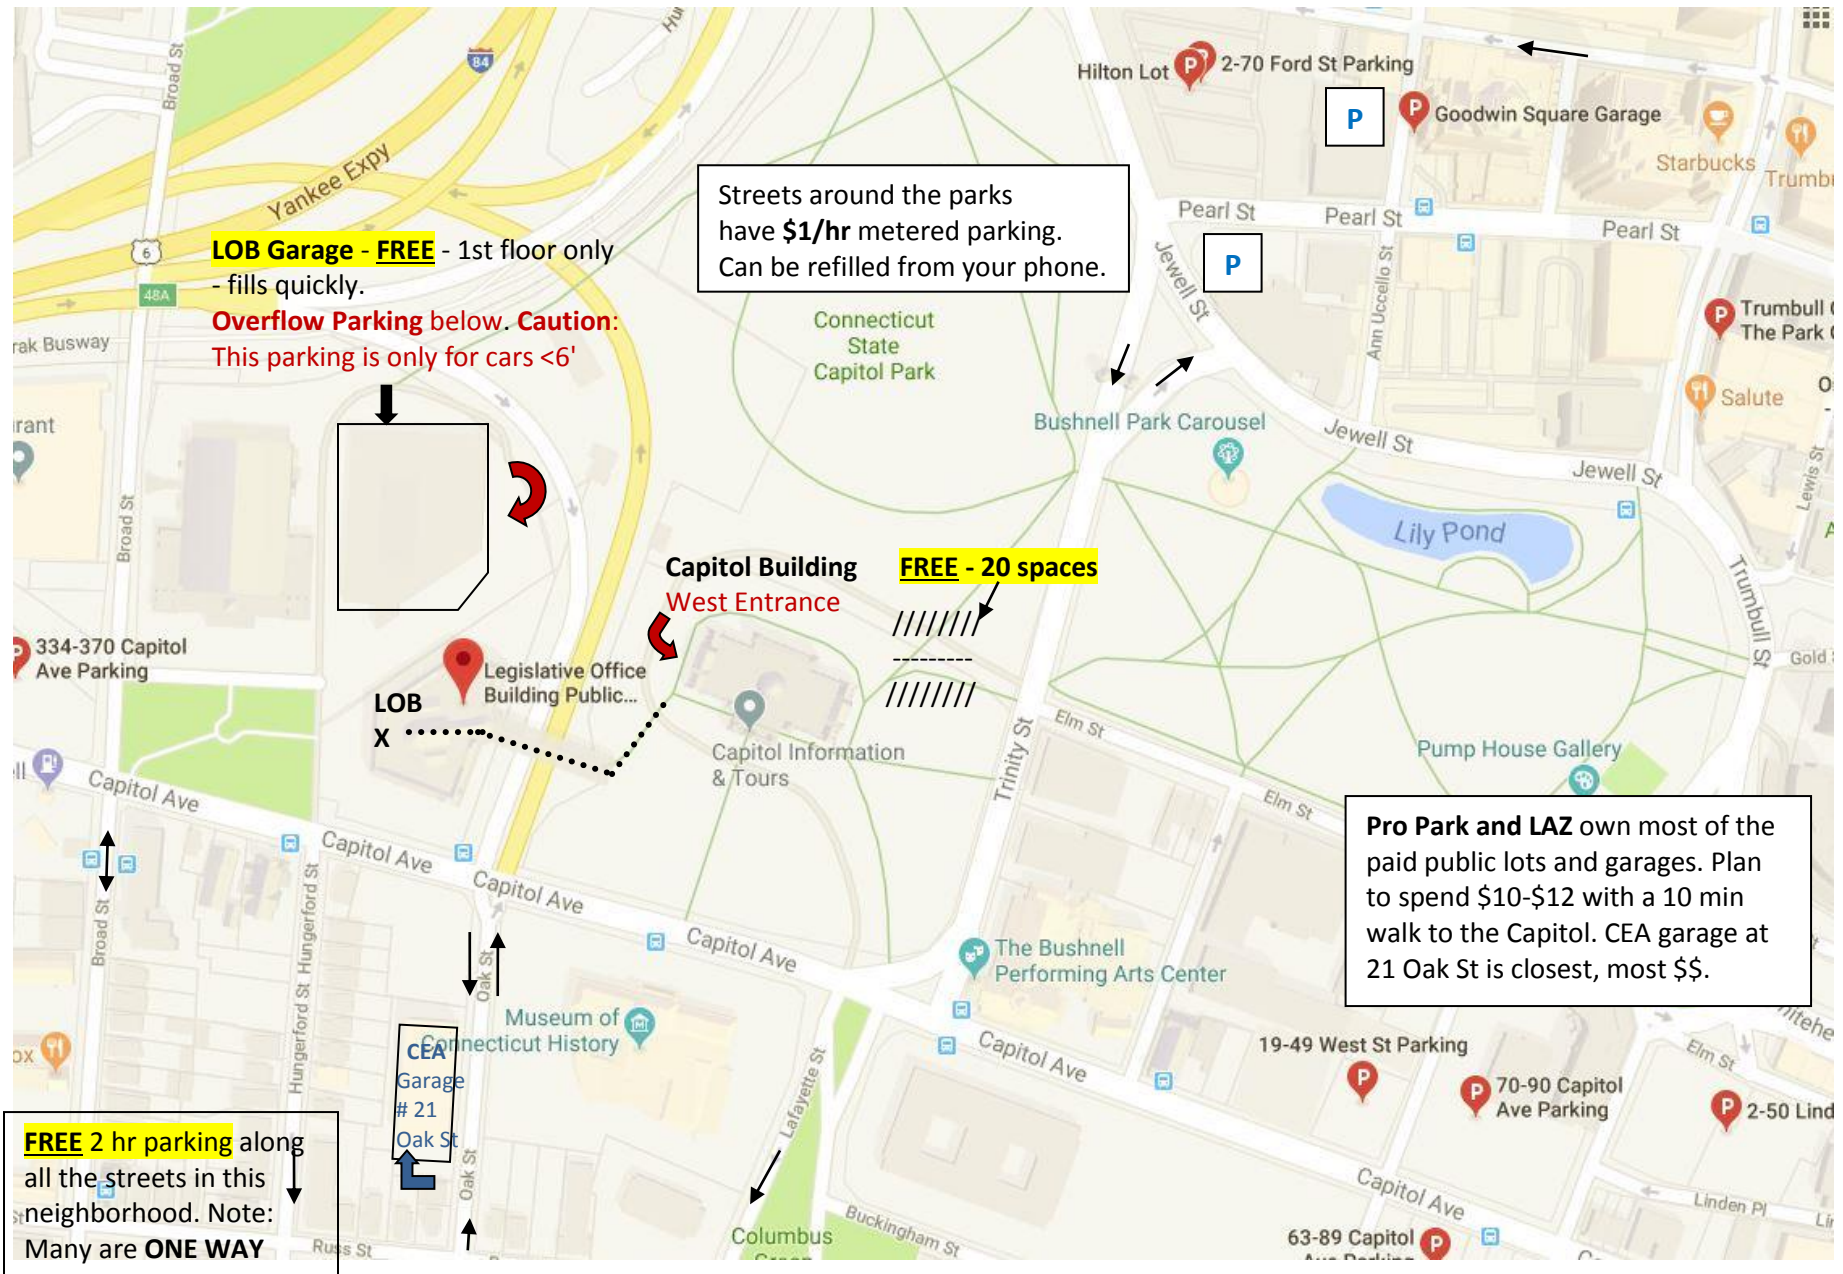 Broad St
84
Hilton Lot
2-70 Ford St Parking
P
Goodwin Square Garage
Starbucks
Yankee Expy
6
48A
LOB Garage - FREE - 1st floor only
- fills quickly.
Overflow Parking below. Caution:
This parking is only for cars <6'
Streets around the parks
have $1/hr metered parking.
Can be refilled from your phone.
Pearl St
Pearl St
Pearl St
P
Jewell St
Ann Uccello St
Trumbull
The Park
Connecticut
State
Capitol Park
rak Busway
Salute
Bushnell Park Carousel
Jewell St
Jewell St
Lewis St
rant
Broad St
Lily Pond
Capitol Building
West Entrance
FREE - 20 spaces
////////
---------
////////
Trumbull St
Gold
334-370 Capitol
Ave Parking
Legislative Office
Building Public...
LOB
X
Capitol Information
& Tours
Trinity St
Elm St
Elm St
Pump House Gallery
Capitol Ave
Capitol Ave
Capitol Ave
Capitol Ave
Pro Park and LAZ own most of the
paid public lots and garages. Plan
to spend $10-$12 with a 10 min
walk to the Capitol. CEA garage at
21 Oak St is closest, most $$.
Broad St
Hungerford St
Hungerford St
Oak St
The Bushnell
Performing Arts Center
Museum of
Connecticut History
Capitol Ave
Lafayette St
CEA
Garage
# 21
Oak St
Oak St
19-49 West St Parking
70-90 Capitol
Ave Parking
2-50 Lind
Elm St
FREE 2 hr parking along
all the streets in this
neighborhood. Note:
Many are ONE WAY
Russ St
Columbus
Buckingham St
Capitol Ave
Linden Pl
63-89 Capitol